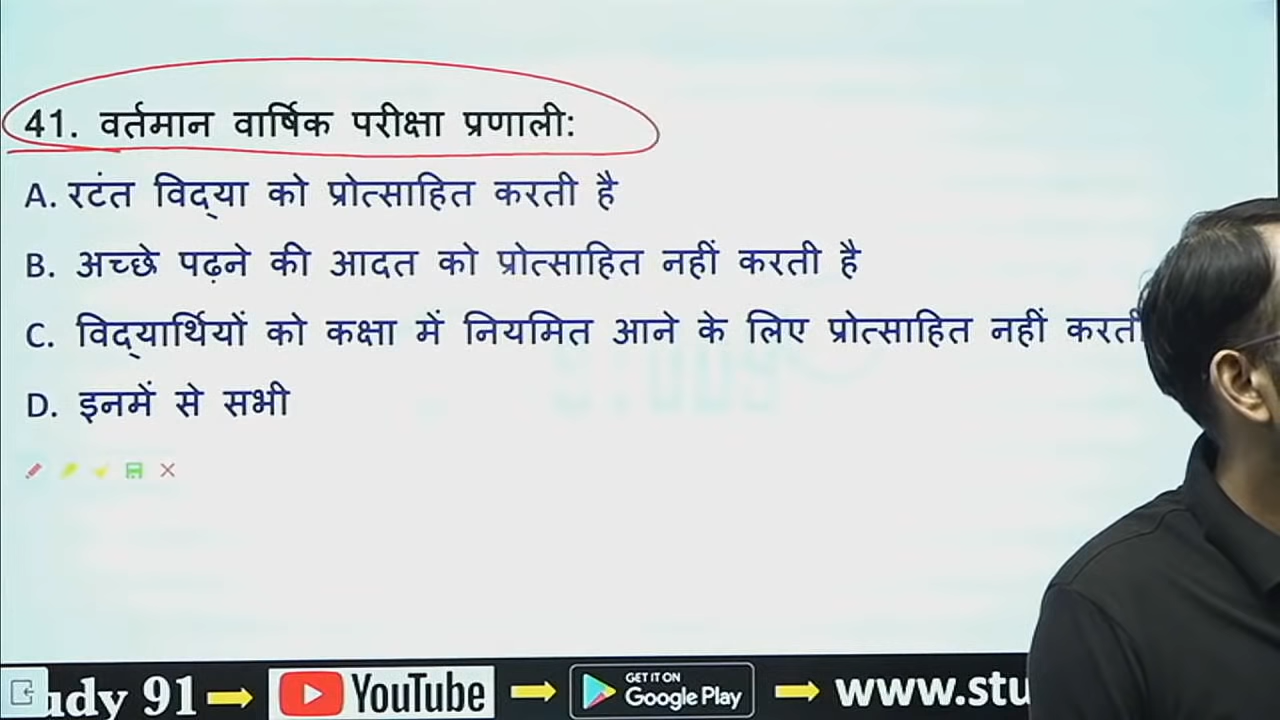 41. वर्तमान वार्षिक परीक्षा प्रणाली:
A. रटंत विद्या को प्रोत्साहित करती है
B. अच्छे पढ़ने की आदत को प्रोत्साहित नहीं करती है
C. विद्यार्थियों को कक्षा में नियमित आने के लिए प्रोत्साहित नहीं करती
D. इनमें से सभी
udy 91 YouTube GET IT ON Google Play www.stu